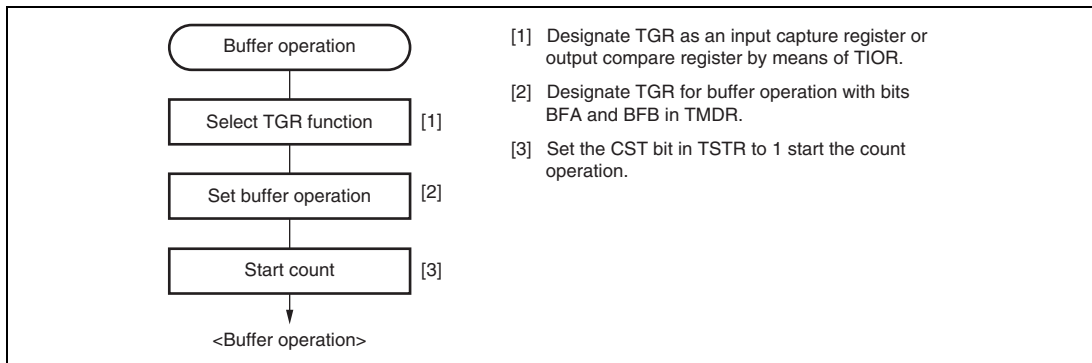 Buffer operation
Select TGR function
[1]
Set buffer operation
[2]
Start count
[3]
<Buffer operation>
[1] Designate TGR as an input capture register or
output compare register by means of TIOR.
[2] Designate TGR for buffer operation with bits
BFA and BFB in TMDR.
[3] Set the CST bit in TSTR to 1 start the count
operation.